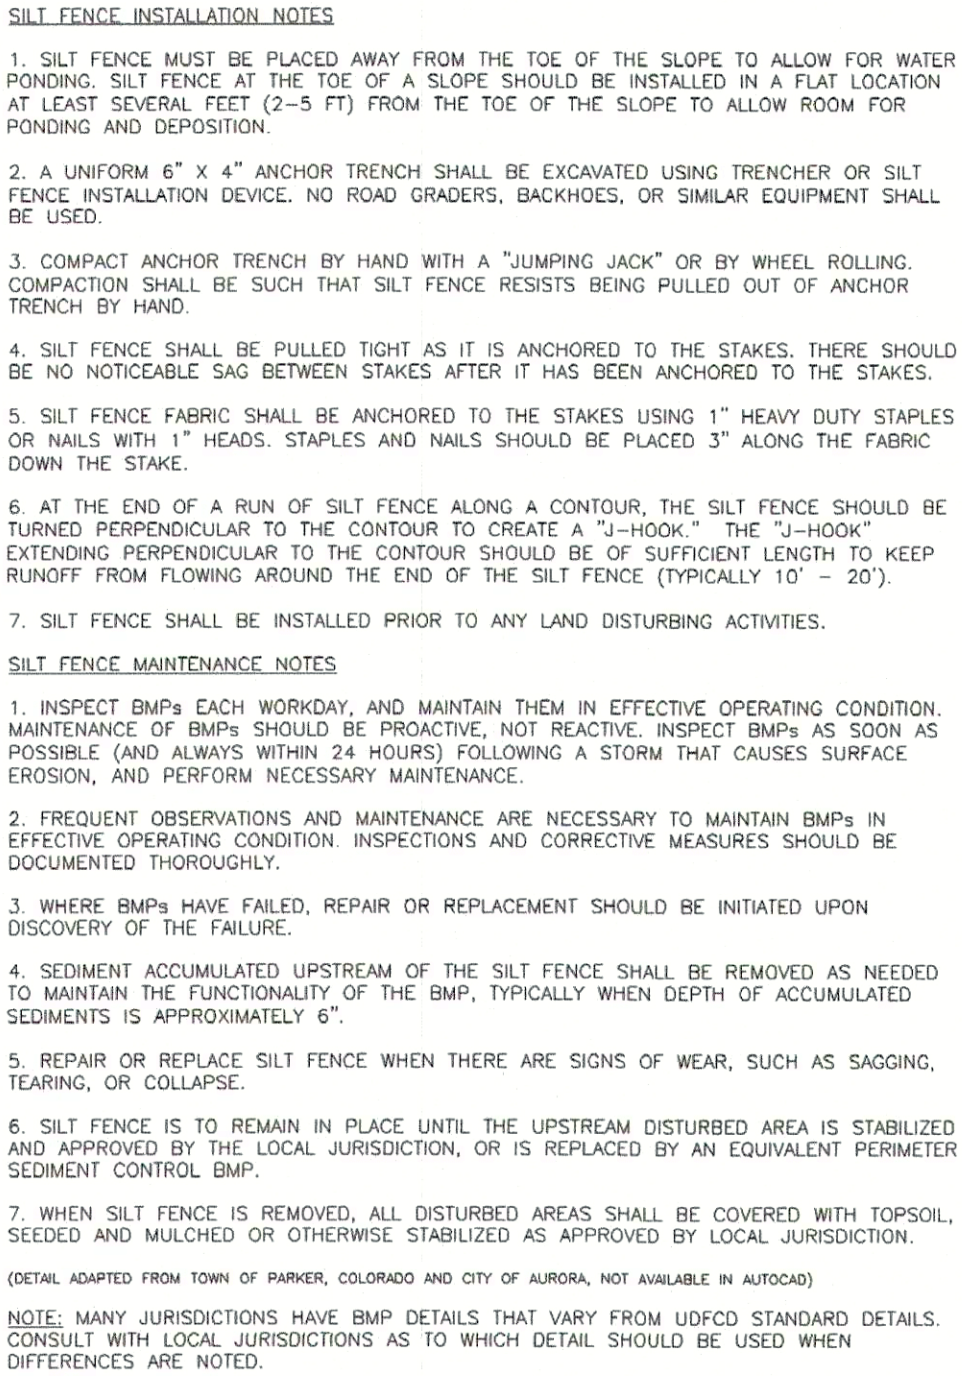 SILT FENCE INSTALLATION NOTES
1. SILT FENCE MUST BE PLACED AWAY FROM THE TOE OF THE SLOPE TO ALLOW FOR WATER
PONDING. SILT FENCE AT THE TOE OF A SLOPE SHOULD BE INSTALLED IN A FLAT LOCATION
AT LEAST SEVERAL FEET (2-5 FT) FROM THE TOE OF THE SLOPE TO ALLOW ROOM FOR
PONDING AND DEPOSITION.
2. A UNIFORM 6" X 4" ANCHOR TRENCH SHALL BE EXCAVATED USING TRENCHER OR SILT
FENCE INSTALLATION DEVICE. NO ROAD GRADERS, BACKHOES, OR SIMILAR EQUIPMENT SHALL
BE USED.
3. COMPACT ANCHOR TRENCH BY HAND WITH A "JUMPING JACK" OR BY WHEEL ROLLING.
COMPACTION SHALL BE SUCH THAT SILT FENCE RESISTS BEING PULLED OUT OF ANCHOR
TRENCH BY HAND.
4. SILT FENCE SHALL BE PULLED TIGHT AS IT IS ANCHORED TO THE STAKES. THERE SHOULD
BE NO NOTICEABLE SAG BETWEEN STAKES AFTER IT HAS BEEN ANCHORED TO THE STAKES.
5. SILT FENCE FABRIC SHALL BE ANCHORED TO THE STAKES USING 1" HEAVY DUTY STAPLES
OR NAILS WITH 1" HEADS. STAPLES AND NAILS SHOULD BE PLACED 3" ALONG THE FABRIC
DOWN THE STAKE.
6. AT THE END OF A RUN OF SILT FENCE ALONG A CONTOUR, THE SILT FENCE SHOULD BE
TURNED PERPENDICULAR TO THE CONTOUR TO CREATE A "J-HOOK." THE "J-HOOK"
EXTENDING PERPENDICULAR TO THE CONTOUR SHOULD BE OF SUFFICIENT LENGTH TO KEEP
RUNOFF FROM FLOWING AROUND THE END OF THE SILT FENCE (TYPICALLY 10' - 20').
7. SILT FENCE SHALL BE INSTALLED PRIOR TO ANY LAND DISTURBING ACTIVITIES.
SILT FENCE MAINTENANCE NOTES
1. INSPECT BMPs EACH WORKDAY, AND MAINTAIN THEM IN EFFECTIVE OPERATING CONDITION.
MAINTENANCE OF BMPs SHOULD BE PROACTIVE, NOT REACTIVE. INSPECT BMPs AS SOON AS
POSSIBLE (AND ALWAYS WITHIN 24 HOURS) FOLLOWING A STORM THAT CAUSES SURFACE
EROSION, AND PERFORM NECESSARY MAINTENANCE.
2. FREQUENT OBSERVATIONS AND MAINTENANCE ARE NECESSARY TO MAINTAIN BMPs IN
EFFECTIVE OPERATING CONDITION. INSPECTIONS AND CORRECTIVE MEASURES SHOULD BE
DOCUMENTED THOROUGHLY.
3. WHERE BMPs HAVE FAILED, REPAIR OR REPLACEMENT SHOULD BE INITIATED UPON
DISCOVERY OF THE FAILURE.
4. SEDIMENT ACCUMULATED UPSTREAM OF THE SILT FENCE SHALL BE REMOVED AS NEEDED
TO MAINTAIN THE FUNCTIONALITY OF THE BMP, TYPICALLY WHEN DEPTH OF ACCUMULATED
SEDIMENTS IS APPROXIMATELY 6".
5. REPAIR OR REPLACE SILT FENCE WHEN THERE ARE SIGNS OF WEAR, SUCH AS SAGGING,
TEARING, OR COLLAPSE.
6. SILT FENCE IS TO REMAIN IN PLACE UNTIL THE UPSTREAM DISTURBED AREA IS STABILIZED
AND APPROVED BY THE LOCAL JURISDICTION, OR IS REPLACED BY AN EQUIVALENT PERIMETER
SEDIMENT CONTROL BMP.
7. WHEN SILT FENCE IS REMOVED, ALL DISTURBED AREAS SHALL BE COVERED WITH TOPSOIL,
SEEDED AND MULCHED OR OTHERWISE STABILIZED AS APPROVED BY LOCAL JURISDICTION.
(DETAIL ADAPTED FROM TOWN OF PARKER, COLORADO AND CITY OF AURORA, NOT AVAILABLE IN AUTOCAD)
NOTE: MANY JURISDICTIONS HAVE BMP DETAILS THAT VARY FROM UDFCD STANDARD DETAILS.
CONSULT WITH LOCAL JURISDICTIONS AS TO WHICH DETAIL SHOULD BE USED WHEN
DIFFERENCES ARE NOTED.